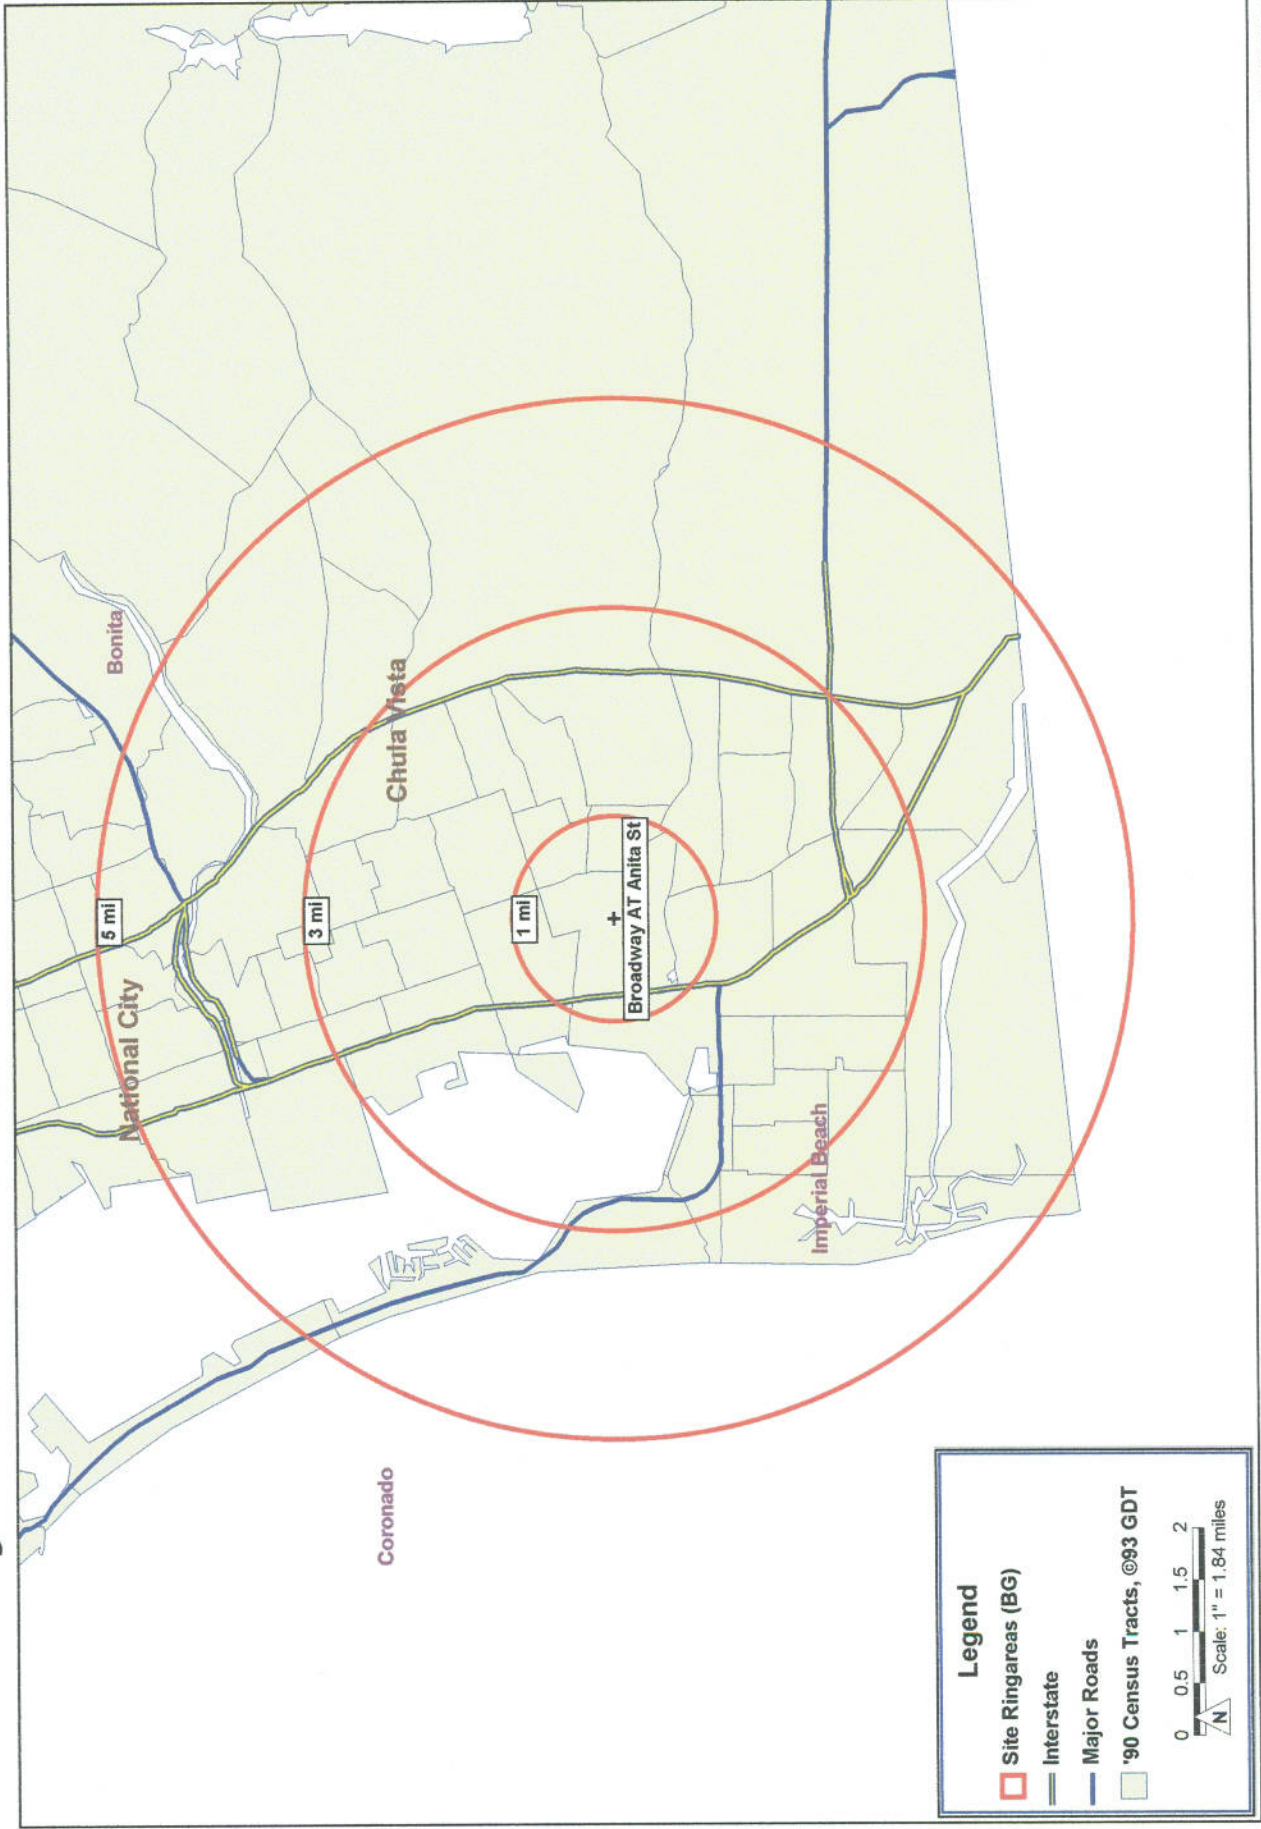 Bonita
National City
5 mi
Chula Vista
3 mi
1 mi
Broadway AT Anita St
Imperial Beach
Coronado
Legend
Site Ringareas (BG)
Interstate
Major Roads
'90 Census Tracts, ©93 GDT
0 0.5 1 1.5 2
N
Scale: 1" = 1.84 miles